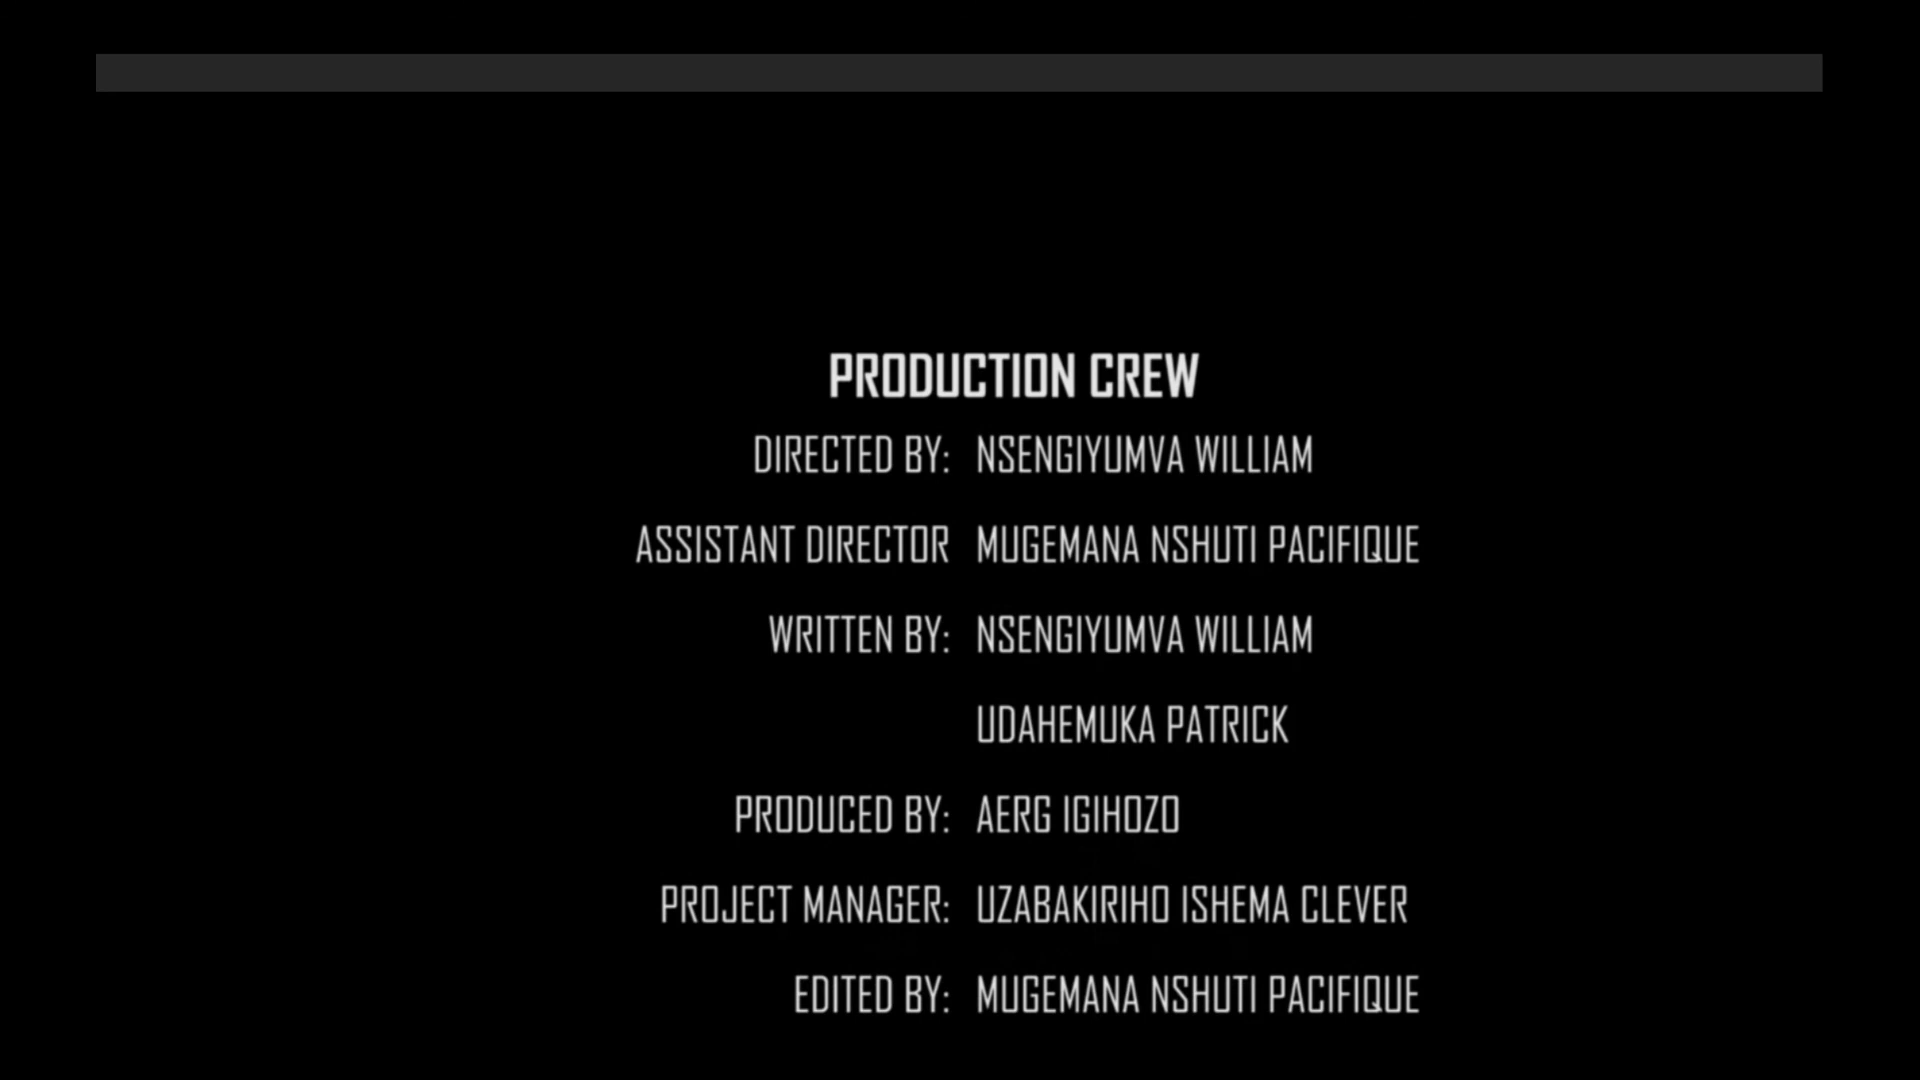 PRODUCTION CREW
DIRECTED BY: NSENGIYUMVA WILLIAM
ASSISTANT DIRECTOR MUGEMANA NSHUTI PACIFIQUE
WRITTEN BY: NSENGIYUMVA WILLIAM
UDAHEMUKA PATRICK
PRODUCED BY: AERG IGIHOZO
PROJECT MANAGER: UZABAKIRIHO ISHEMA CLEVER
EDITED BY: MUGEMANA NSHUTI PACIFIQUE